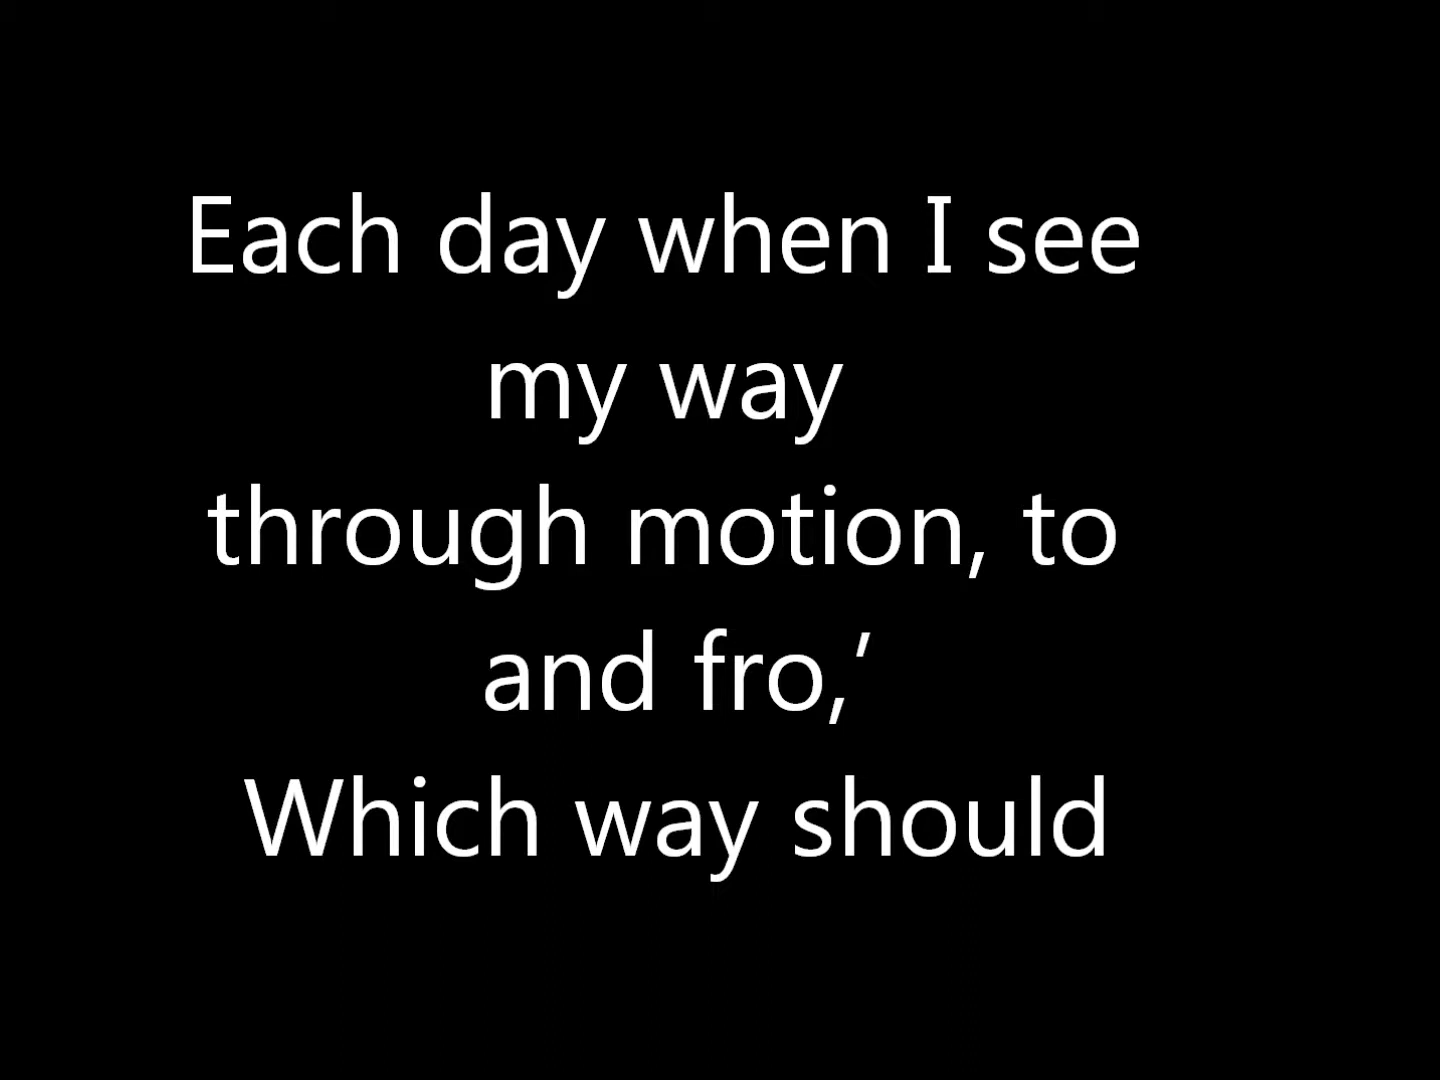 Each day when I see
my way
through motion, to
and fro,’
Which way should